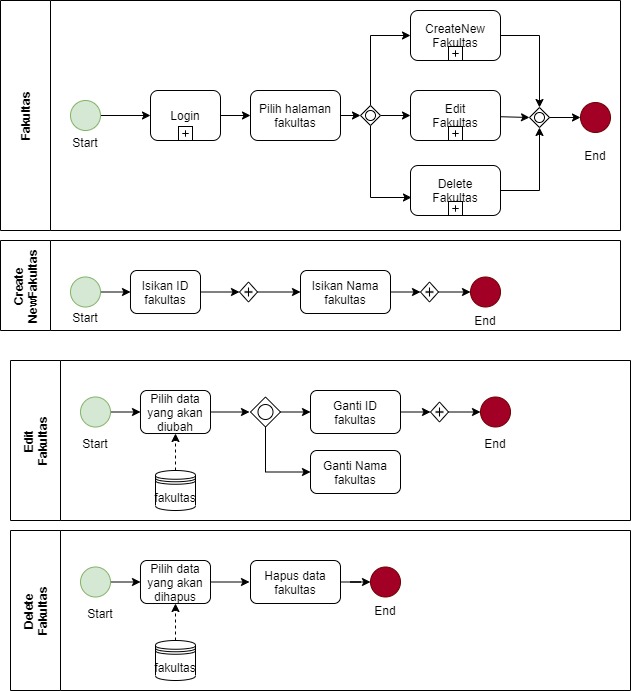 Fakultas
Start
Login
Pilih halaman
fakultas
CreateNew
Fakultas
Edit
Fakultas
Delete
Fakultas
End
Create
NewFakultas
Start
Isikan ID
fakultas
Isikan Nama
fakultas
End
Edit
Fakultas
Start
Pilih data
yang akan
diubah
fakultas
Ganti ID
fakultas
Ganti Nama
fakultas
End
Delete
Fakultas
Start
Pilih data
yang akan
dihapus
fakultas
Hapus data
fakultas
End